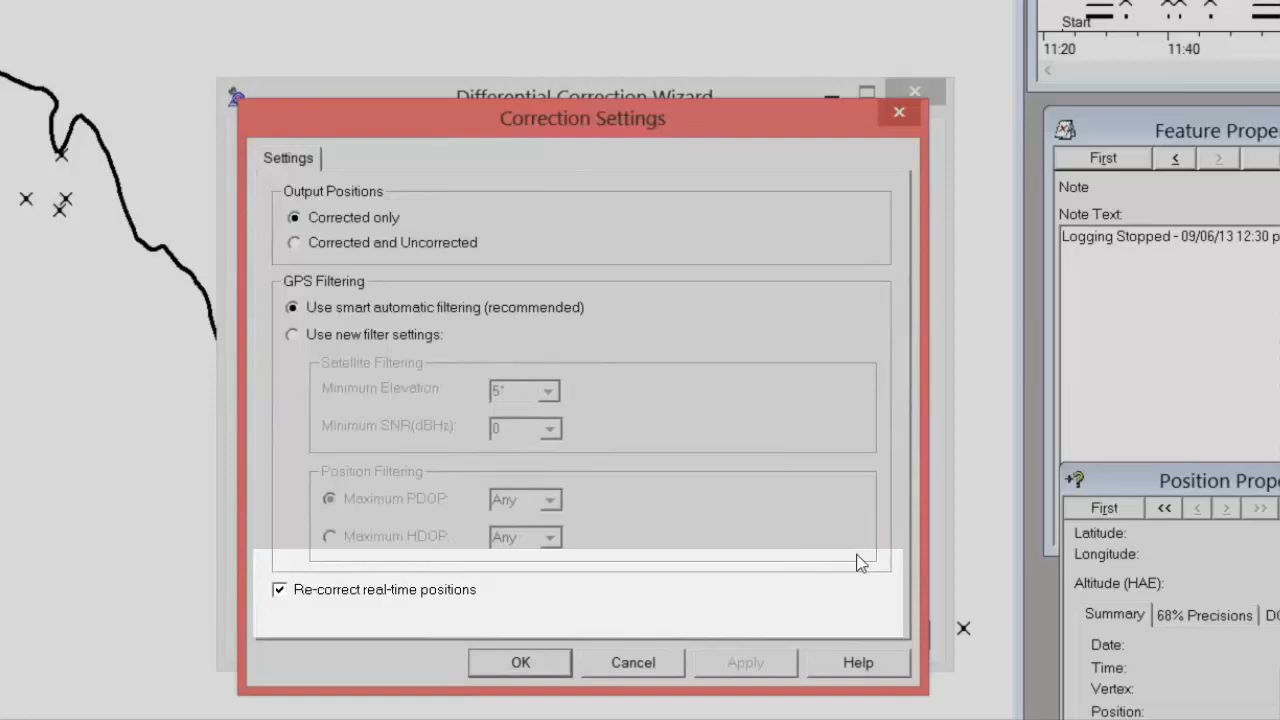 Start
11:20 11:40
Differential Correction Wizard
Correction Settings
Settings
Output Positions
Corrected only
Corrected and Uncorrected
GPS Filtering
Use smart automatic filtering (recommended)
Use new filter settings:
Satellite Filtering
Minimum Elevation: 5°
Minimum SNR(dBHz): 0
Position Filtering
Maximum PDOP: Any
Maximum HDOP: Any
Re-correct real-time positions
OK Cancel Apply Help
Feature Prope
First < >
Note
Note Text:
Logging Stopped - 09/06/13 12:30 p
Position Prop
First << < > >>
Latitude:
Longitude:
Altitude (HAE):
Summary 68% Precisions DO
Date:
Time:
Vertex:
Position: